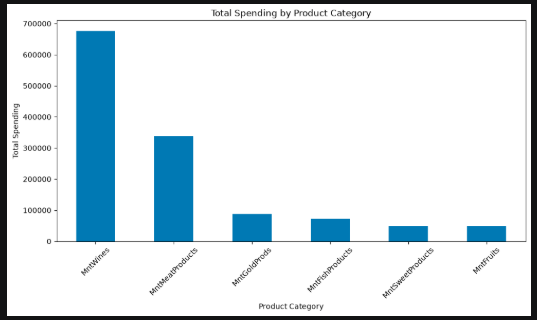 Total Spending by Product Category
Total Spending
700000
600000
500000
400000
300000
200000
100000
0
MntWines
MntMeatProducts
MntGoldProds
MntFishProducts
MntSweetProducts
MntFruits
Product Category